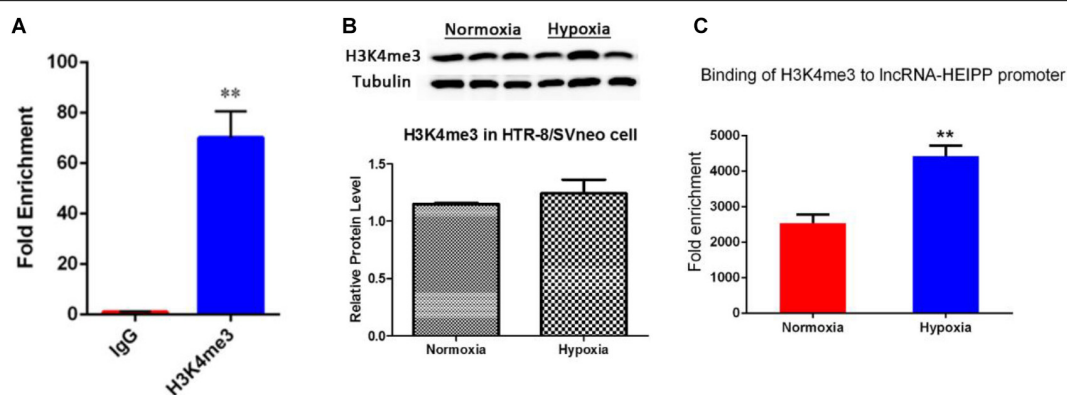 A
100
80
60
40
20
0
Fold Enrichment
**
IgG
H3K4me3
B
Normoxia Hypoxia
H3K4me3
Tubulin
H3K4me3 in HTR-8/SVneo cell
1.5
1.0
0.5
0.0
Relative Protein Level
Normoxia Hypoxia
C
Binding of H3K4me3 to lncRNA-HEIPP promoter
5000
4000
3000
2000
1000
0
Fold enrichment
**
Normoxia Hypoxia